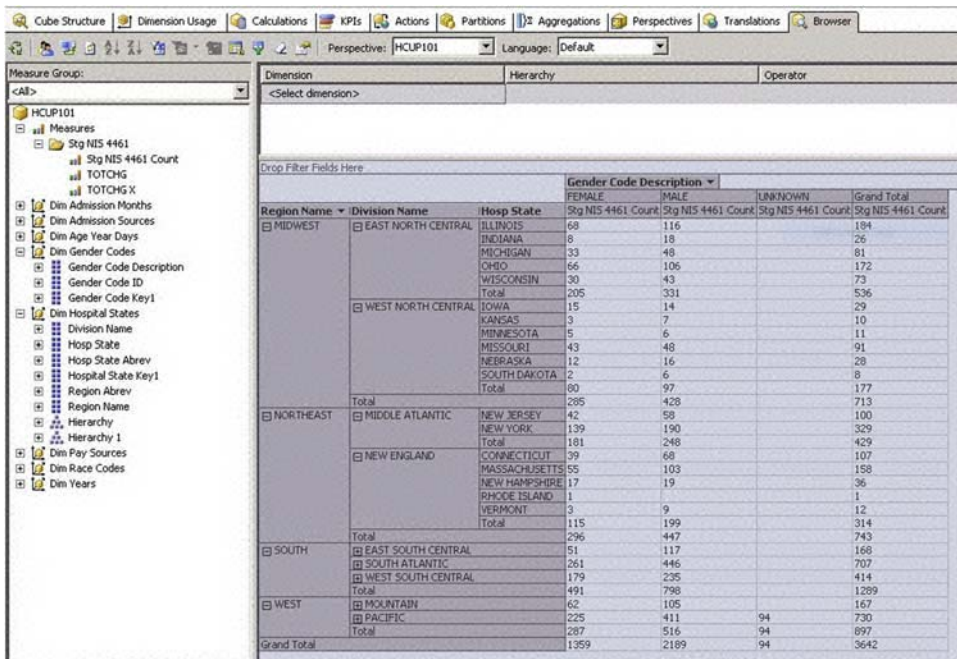 Cube Structure Dimension Usage Calculations KPIs Actions Partitions Aggregations Perspectives Translations Browser
Perspective: HCUP101 Language: Default
Measure Group:
<All>
HCUP101
Measures
Stg NIS 4461
Stg NIS 4461 Count
TOTCHG
TOTCHG X
Dim Admission Months
Dim Admission Sources
Dim Age Year Days
Dim Gender Codes
Gender Code Description
Gender Code ID
Gender Code Key1
Dim Hospital States
Division Name
Hosp State
Hosp State Abrev
Hospital State Key1
Region Abrev
Region Name
Hierarchy
Hierarchy 1
Dim Pay Sources
Dim Race Codes
Dim Years
Dimension Hierarchy Operator
<Select dimension>
Drop Filter Fields Here
Gender Code Description
FEMALE MALE UNKNOWN Grand Total
Region Name Division Name Hosp State Stg NIS 4461 Count Stg NIS 4461 Count Stg NIS 4461 Count Stg NIS 4461 Count
MIDWEST EAST NORTH CENTRAL ILLINOIS 68 116 184
INDIANA 8 18 26
MICHIGAN 33 48 81
OHIO 66 106 172
WISCONSIN 30 43 73
Total 205 331 536
WEST NORTH CENTRAL IOWA 15 14 29
KANSAS 3 7 10
MINNESOTA 5 6 11
MISSOURI 43 48 91
NEBRASKA 12 16 28
SOUTH DAKOTA 2 6 8
Total 80 97 177
Total 285 428 713
NORTHEAST MIDDLE ATLANTIC NEW JERSEY 42 58 100
NEW YORK 139 190 329
Total 181 248 429
NEW ENGLAND CONNECTICUT 39 68 107
MASSACHUSETTS 55 103 158
NEW HAMPSHIRE 17 19 36
RHODE ISLAND 1 1
VERMONT 3 9 12
Total 115 199 314
Total 296 447 743
SOUTH EAST SOUTH CENTRAL 51 117 168
SOUTH ATLANTIC 261 446 707
WEST SOUTH CENTRAL 179 235 414
Total 491 798 1289
WEST MOUNTAIN 62 105 167
PACIFIC 225 411 94 730
Total 287 516 94 897
Grand Total 1359 2189 94 3642